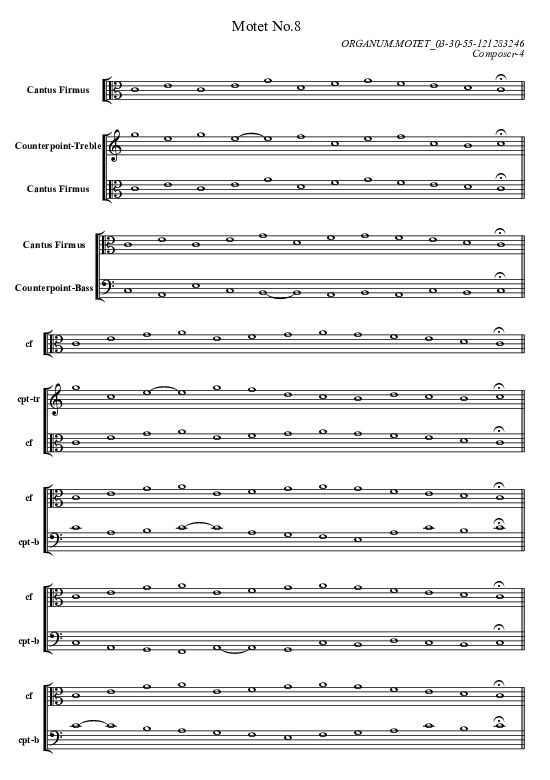 Motet No.8
ORGANUM.MOTET_03-30-55-121283246
Composer-4
Cantus Firmus
Counterpoint-Treble
Cantus Firmus
Cantus Firmus
Counterpoint-Bass
cf
cpt-tr
cf
cf
cpt-b
cf
cpt-b
cf
cpt-b